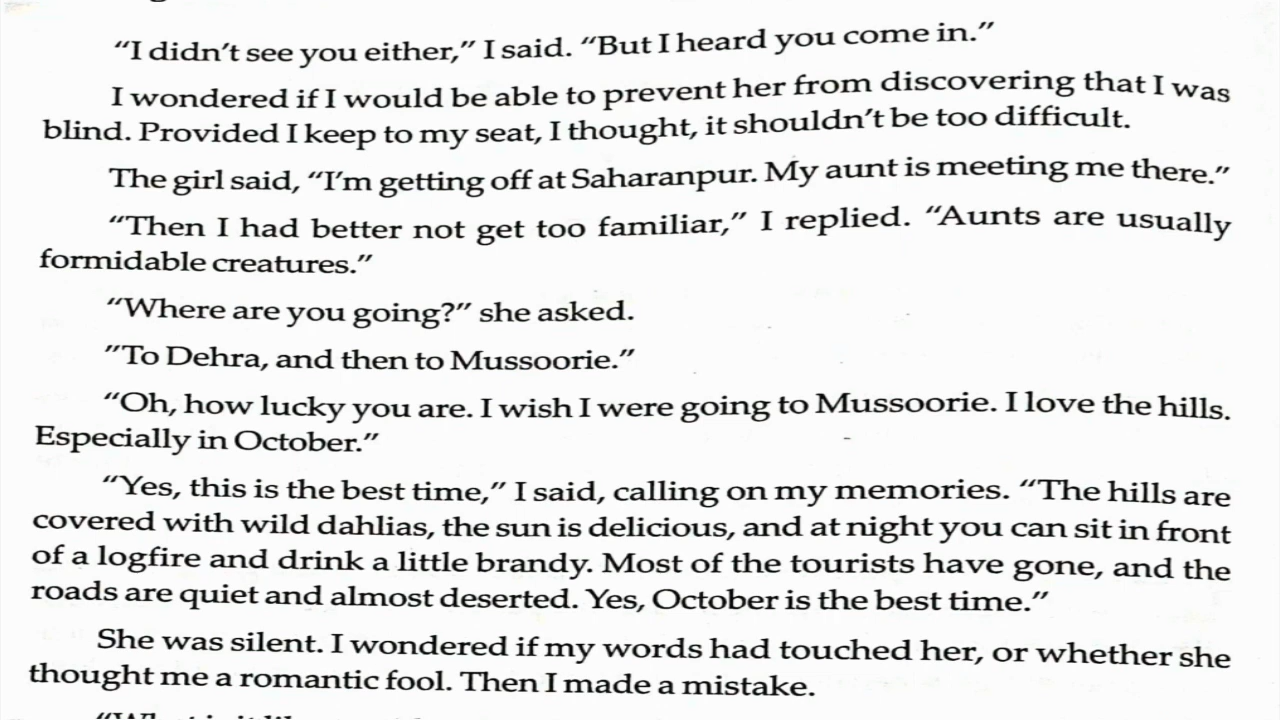 “I didn’t see you either,” I said. “But I heard you come in.”
I wondered if I would be able to prevent her from discovering that I was
blind. Provided I keep to my seat, I thought, it shouldn’t be too difficult.
The girl said, “I’m getting off at Saharanpur. My aunt is meeting me there.”
“Then I had better not get too familiar,” I replied. “Aunts are usually
formidable creatures.”
“Where are you going?” she asked.
“To Dehra, and then to Mussoorie.”
“Oh, how lucky you are. I wish I were going to Mussoorie. I love the hills.
Especially in October.”
“Yes, this is the best time,” I said, calling on my memories. “The hills are
covered with wild dahlias, the sun is delicious, and at night you can sit in front
of a logfire and drink a little brandy. Most of the tourists have gone, and the
roads are quiet and almost deserted. Yes, October is the best time.”
She was silent. I wondered if my words had touched her, or whether she
thought me a romantic fool. Then I made a mistake.